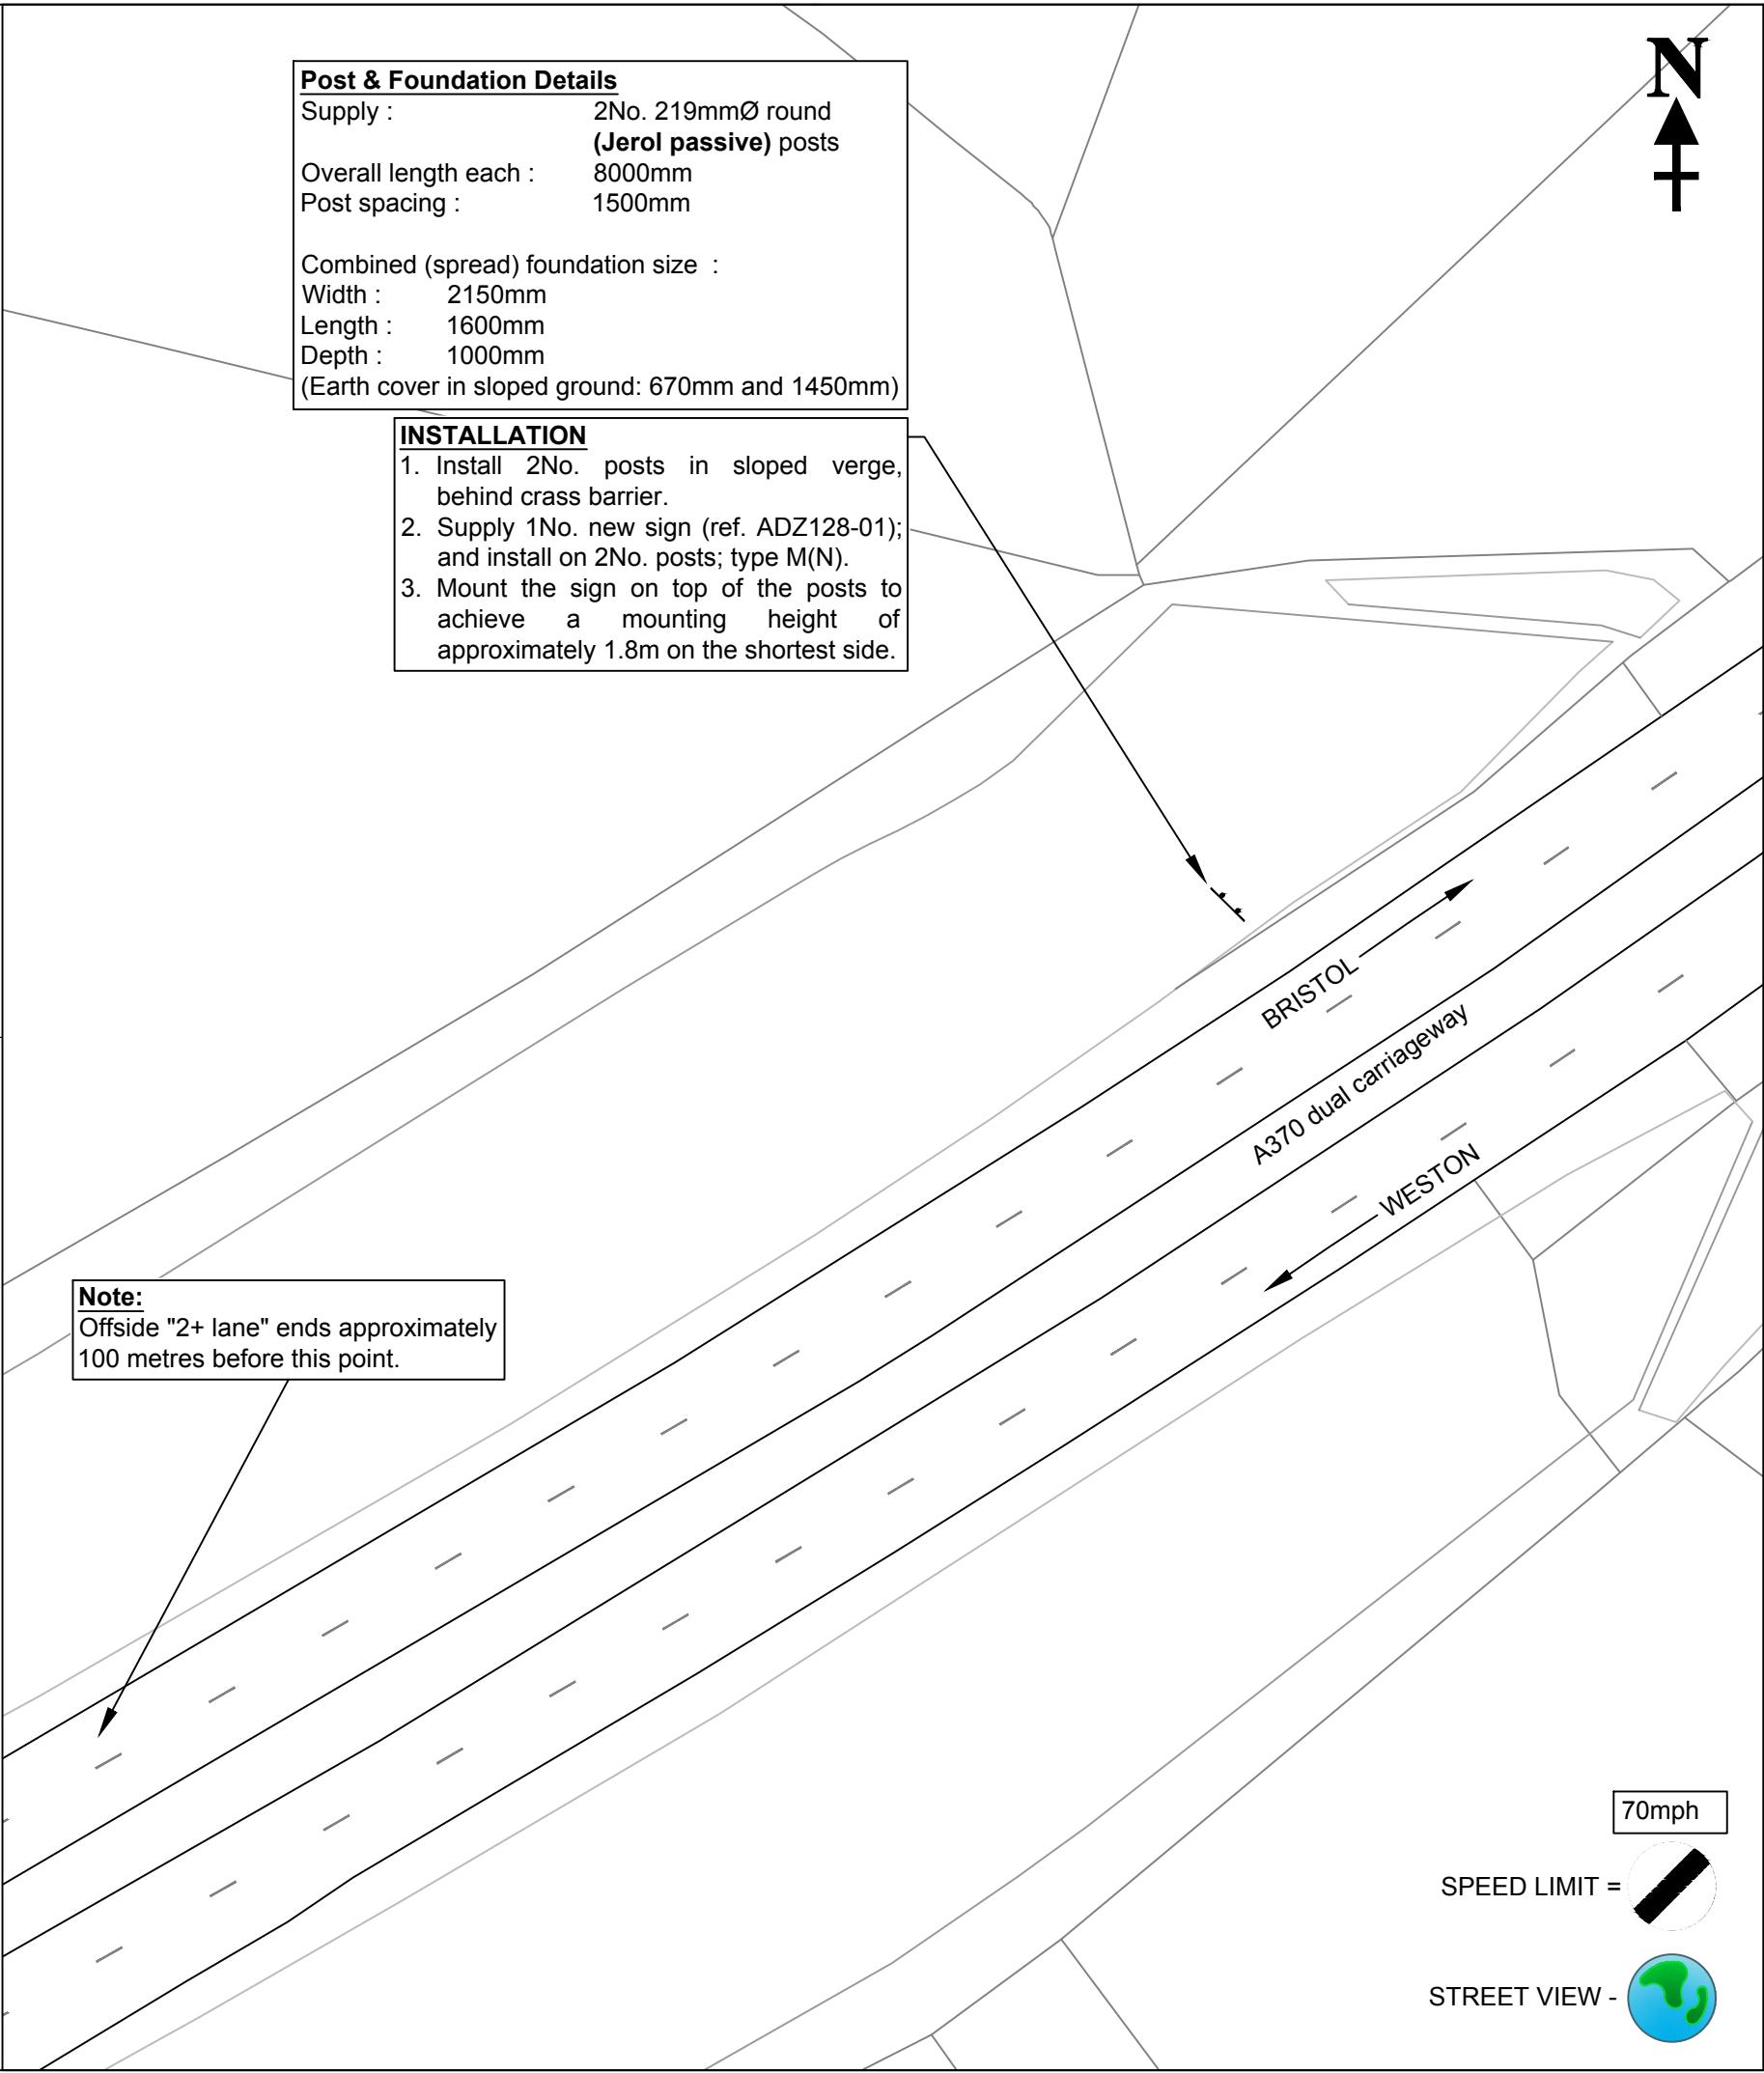 N
Post & Foundation Details
Supply : 2No. 219mmØ round
(Jerol passive) posts
Overall length each : 8000mm
Post spacing : 1500mm
Combined (spread) foundation size :
Width : 2150mm
Length : 1600mm
Depth : 1000mm
(Earth cover in sloped ground: 670mm and 1450mm)
INSTALLATION
1. Install 2No. posts in sloped verge,
behind crass barrier.
2. Supply 1No. new sign (ref. ADZ128-01);
and install on 2No. posts; type M(N).
3. Mount the sign on top of the posts to
achieve a mounting height of
approximately 1.8m on the shortest side.
BRISTOL
A370 dual carriageway
WESTON
Note:
Offside "2+ lane" ends approximately
100 metres before this point.
70mph
SPEED LIMIT =
STREET VIEW -